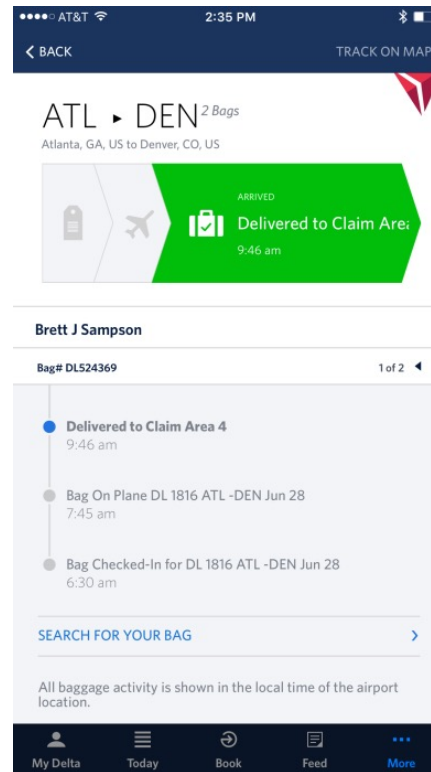 AT&T 2:35 PM
BACK TRACK ON MAP
ATL ▸ DEN 2 Bags
Atlanta, GA, US to Denver, CO, US
ARRIVED
Delivered to Claim Area
9:46 am
Brett J Sampson
Bag# DL524369 1 of 2
Delivered to Claim Area 4
9:46 am
Bag On Plane DL 1816 ATL -DEN Jun 28
7:45 am
Bag Checked-In for DL 1816 ATL -DEN Jun 28
6:30 am
SEARCH FOR YOUR BAG
All baggage activity is shown in the local time of the airport
location.
My Delta Today Book Feed More